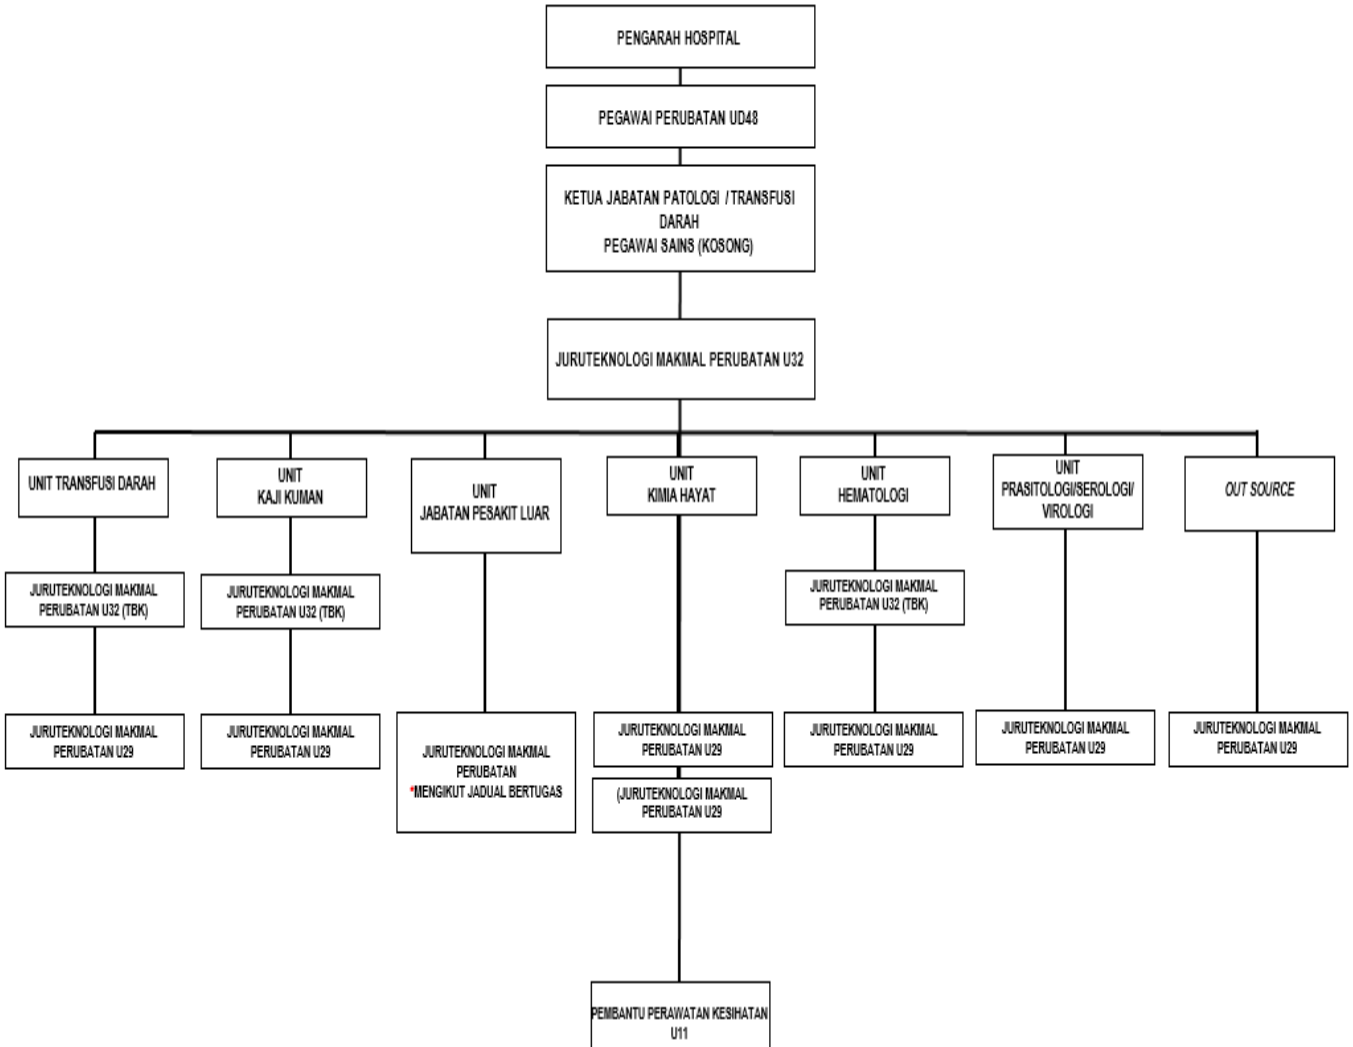 PENGARAH HOSPITAL
PEGAWAI PERUBATAN UD48
KETUA JABATAN PATOLOGI / TRANSFUSI
DARAH
PEGAWAI SAINS (KOSONG)
JURUTEKNOLOGI MAKMAL PERUBATAN U32
UNIT TRANSFUSI DARAH
UNIT
KAJI KUMAN
UNIT
JABATAN PESAKIT LUAR
UNIT
KIMIA HAYAT
UNIT
HEMATOLOGI
UNIT
PRASITOLOGI/SEROLOGI/
VIROLOGI
OUT SOURCE
JURUTEKNOLOGI MAKMAL
PERUBATAN U32 (TBK)
JURUTEKNOLOGI MAKMAL
PERUBATAN U32 (TBK)
JURUTEKNOLOGI MAKMAL
PERUBATAN U32 (TBK)
JURUTEKNOLOGI MAKMAL
PERUBATAN U29
JURUTEKNOLOGI MAKMAL
PERUBATAN U29
JURUTEKNOLOGI MAKMAL
PERUBATAN
*MENGIKUT JADUAL BERTUGAS
JURUTEKNOLOGI MAKMAL
PERUBATAN U29
JURUTEKNOLOGI MAKMAL
PERUBATAN U29
JURUTEKNOLOGI MAKMAL
PERUBATAN U29
JURUTEKNOLOGI MAKMAL
PERUBATAN U29
(JURUTEKNOLOGI MAKMAL
PERUBATAN U29
PEMBANTU PERAWATAN KESIHATAN
U11